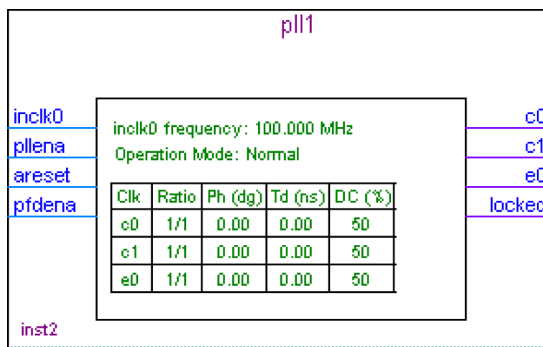 pll1
inclk0
pllena
areset
pfdena
inclk0 frequency: 100.000 MHz
Operation Mode: Normal
Clk Ratio Ph (dg) Td (ns) DC (%)
c0 1/1 0.00 0.00 50
c1 1/1 0.00 0.00 50
e0 1/1 0.00 0.00 50
c0
c1
e0
locked
inst2